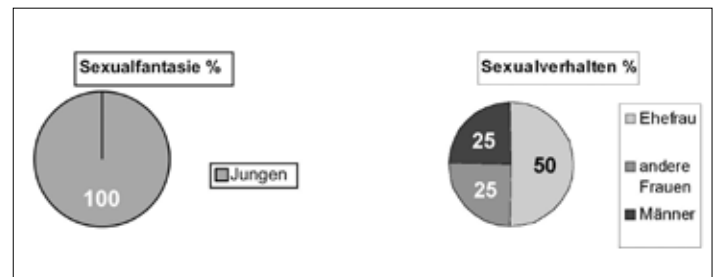 Sexualfantasie %
100
Jungen
Sexualverhalten %
25
50
25
Ehefrau
andere
Frauen
Männer